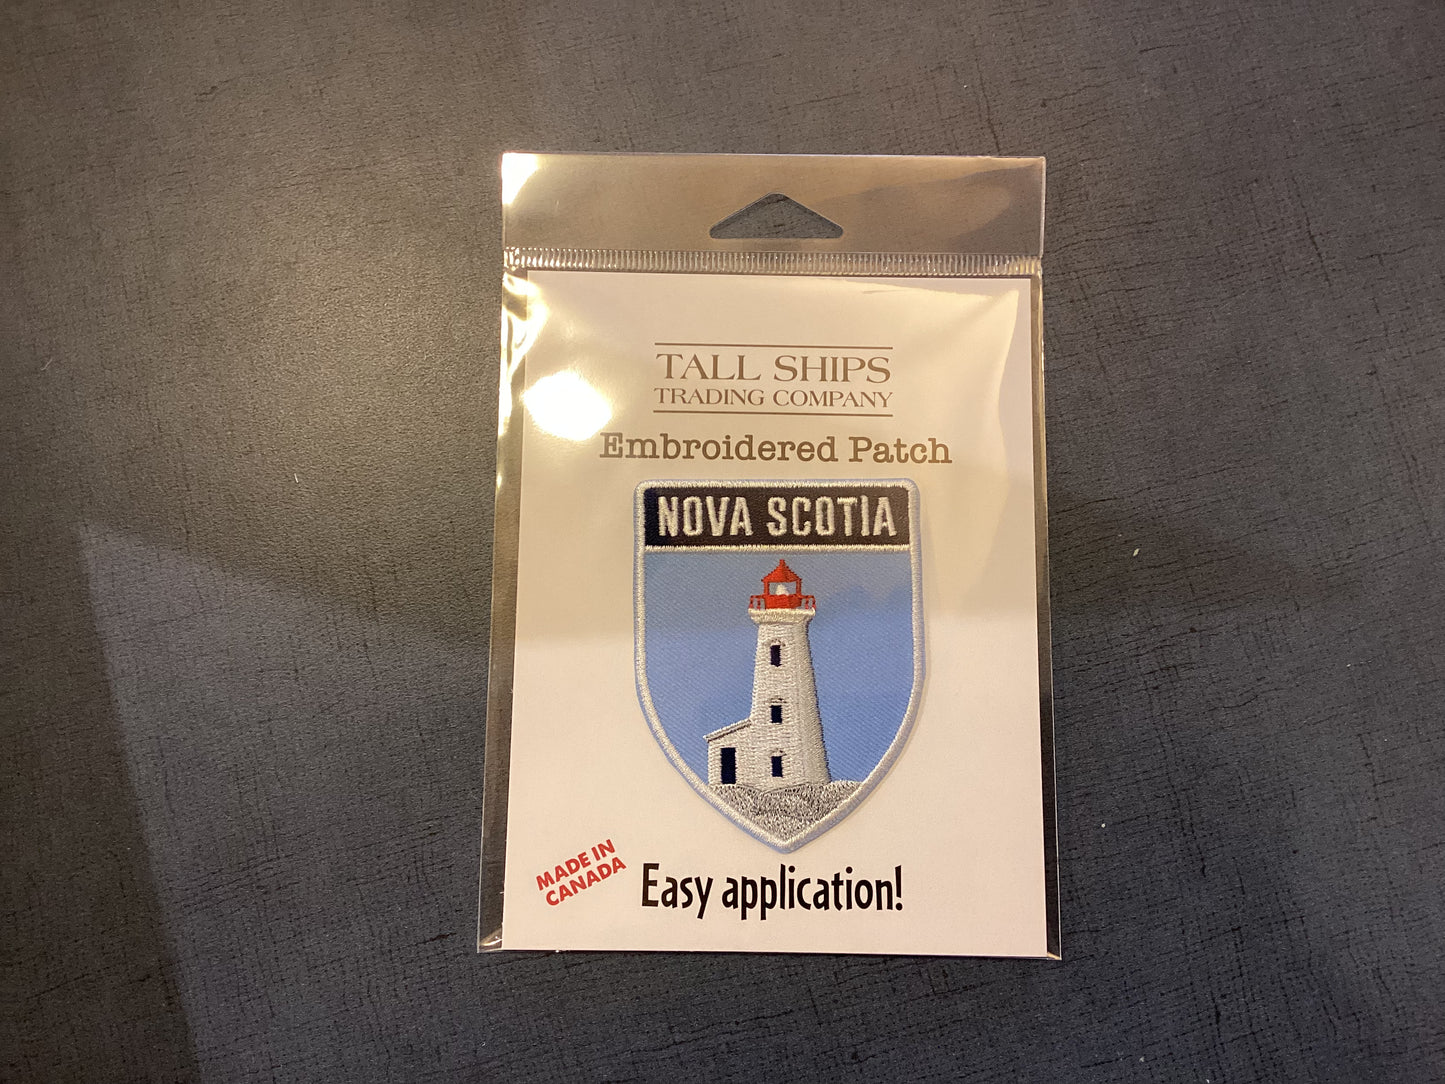 TALL SHIPS
TRADING COMPANY
Embroidered Patch
NOVA SCOTIA
MADE IN
CANADA
Easy application!